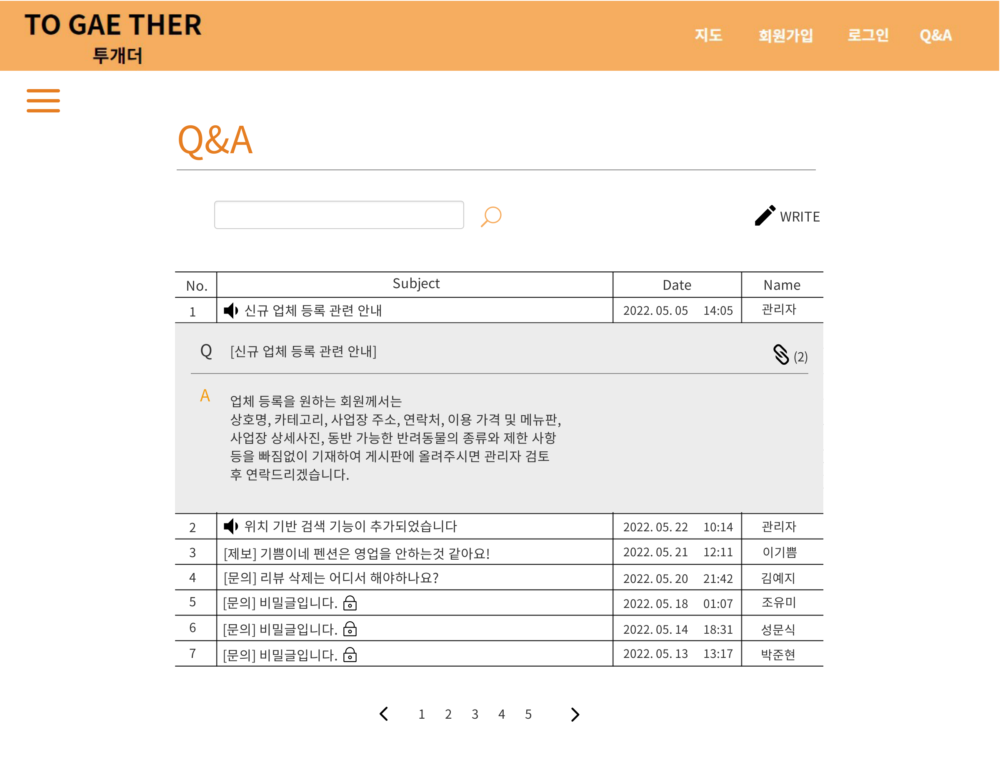 TO GAE THER
투개더
지도 회원가입 로그인 Q&A
Q&A
WRITE
No. Subject Date Name
1 신규 업체 등록 관련 안내 2022. 05. 05 14:05 관리자
Q [신규 업체 등록 관련 안내] (2)
A 업체 등록을 원하는 회원께서는
상호명, 카테고리, 사업장 주소, 연락처, 이용 가격 및 메뉴판,
사업장 상세사진, 동반 가능한 반려동물의 종류와 제한 사항
등을 빠짐없이 기재하여 게시판에 올려주시면 관리자 검토
후 연락드리겠습니다.
2 위치 기반 검색 기능이 추가되었습니다 2022. 05. 22 10:14 관리자
3 [제보] 기쁨이네 펜션은 영업을 안하는것 같아요! 2022. 05. 21 12:11 이기쁨
4 [문의] 리뷰 삭제는 어디서 해야하나요? 2022. 05. 20 21:42 김예지
5 [문의] 비밀글입니다. 2022. 05. 18 01:07 조유미
6 [문의] 비밀글입니다. 2022. 05. 14 18:31 성문식
7 [문의] 비밀글입니다. 2022. 05. 13 13:17 박준현
1 2 3 4 5